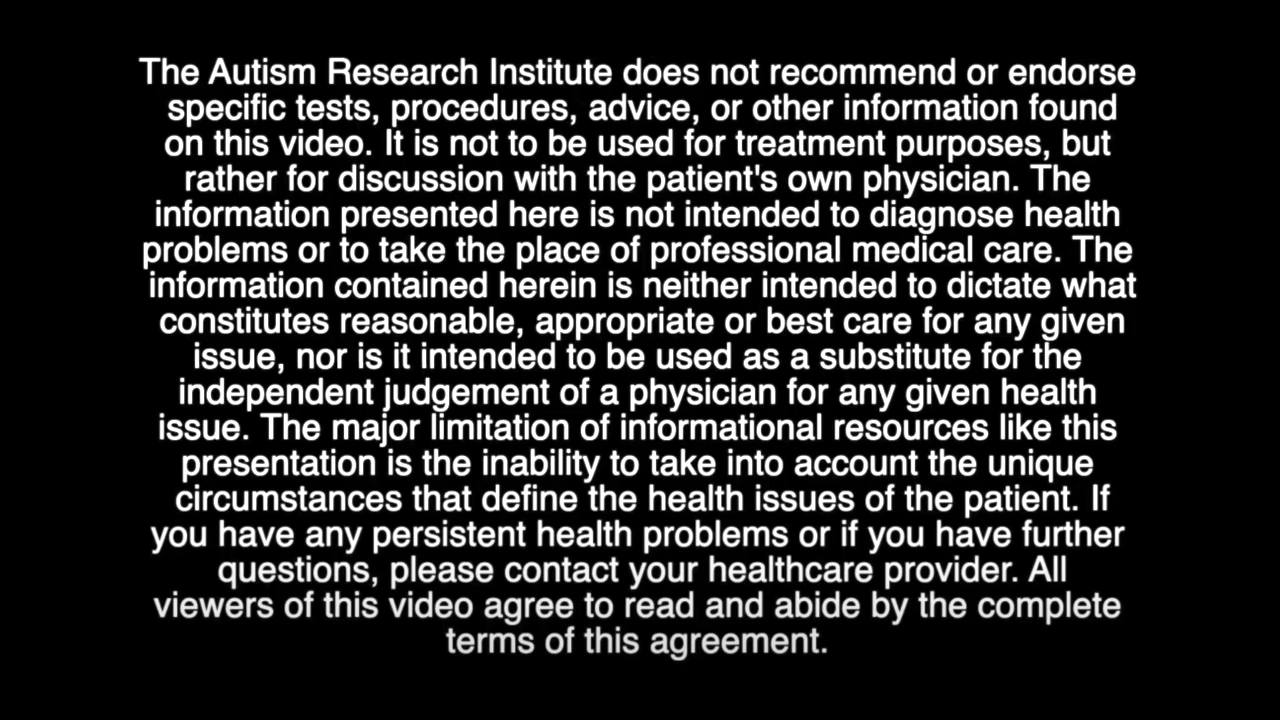 The Autism Research Institute does not recommend or endorse
specific tests, procedures, advice, or other information found
on this video. It is not to be used for treatment purposes, but
rather for discussion with the patient's own physician. The
information presented here is not intended to diagnose health
problems or to take the place of professional medical care. The
information contained herein is neither intended to dictate what
constitutes reasonable, appropriate or best care for any given
issue, nor is it intended to be used as a substitute for the
independent judgement of a physician for any given health
issue. The major limitation of informational resources like this
presentation is the inability to take into account the unique
circumstances that define the health issues of the patient. If
you have any persistent health problems or if you have further
questions, please contact your healthcare provider. All
viewers of this video agree to read and abide by the complete
terms of this agreement.